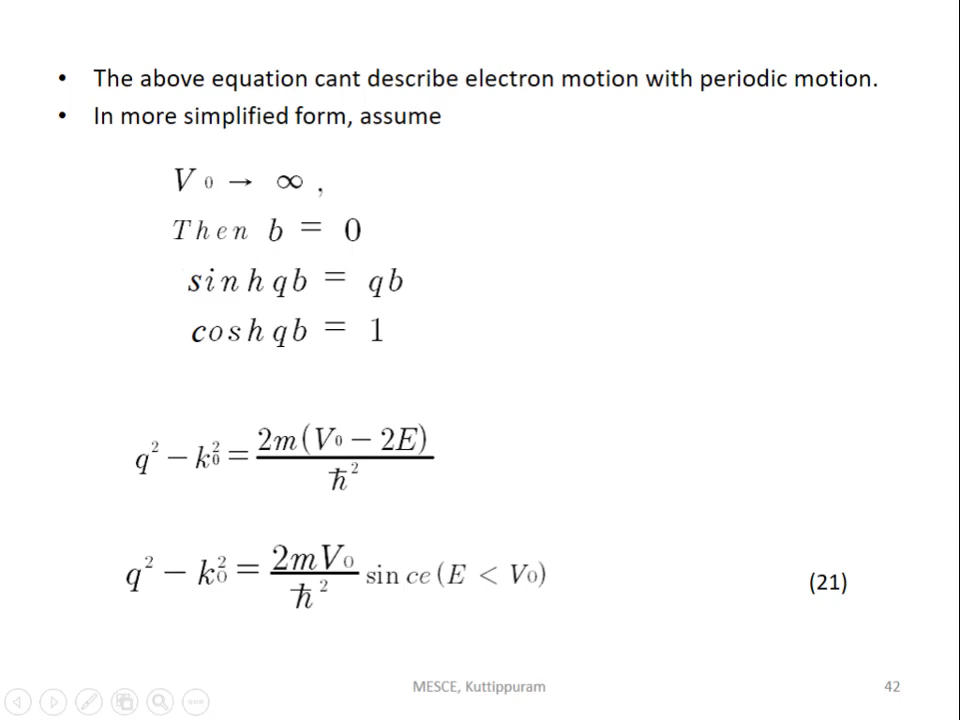 • The above equation cant describe electron motion with periodic motion.
• In more simplified form, assume
V₀ → ∞ ,
Then b = 0
sinh qb = qb
cosh qb = 1
q² − k₀² = 2m(V₀ − 2E) / ħ²
q² − k₀² = 2mV₀ / ħ² since (E < V₀) (21)
MESCE, Kuttippuram 42